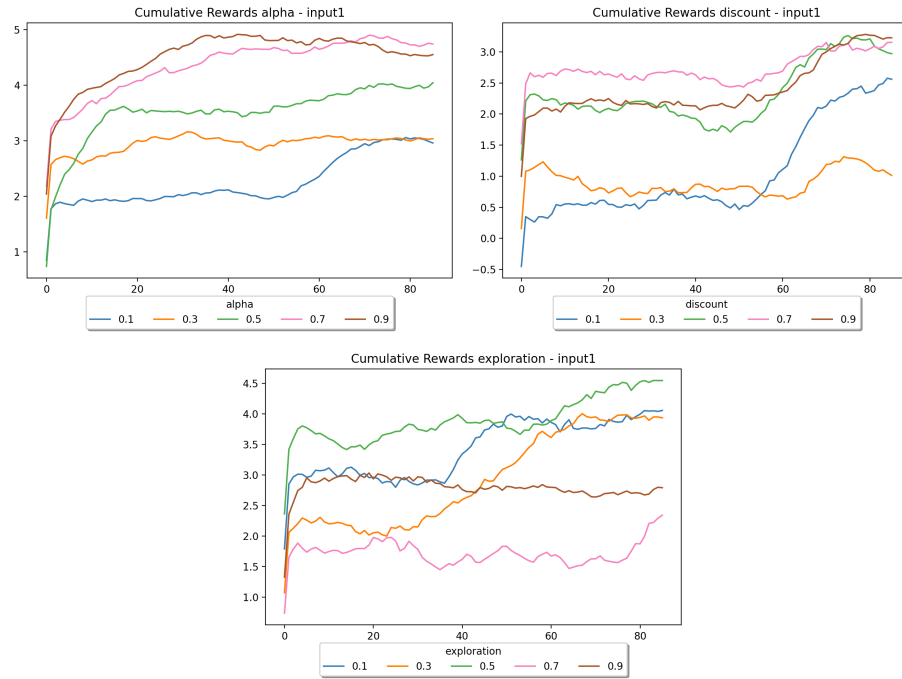 Cumulative Rewards alpha - input1
5
4
3
2
1
0 20 40 60 80
alpha
0.1 0.3 0.5 0.7 0.9
Cumulative Rewards discount - input1
3.0
2.5
2.0
1.5
1.0
0.5
0.0
−0.5
0 20 40 60 80
discount
0.1 0.3 0.5 0.7 0.9
Cumulative Rewards exploration - input1
4.5
4.0
3.5
3.0
2.5
2.0
1.5
1.0
0 20 40 60 80
exploration
0.1 0.3 0.5 0.7 0.9